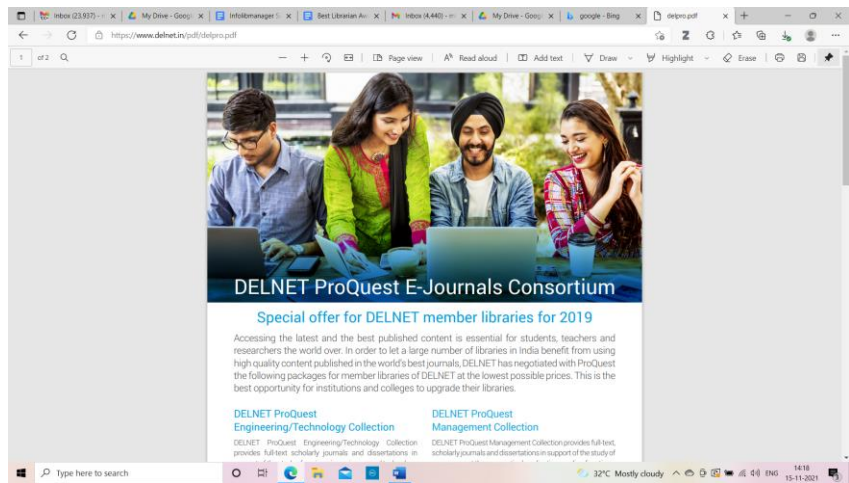 Inbox (23,937) -
My Drive - Goog
Infolibmanager
Best Librarian Aw
Inbox (4,440) -
My Drive - Goog
google - Bing
delpro.pdf
https://www.delnet.in/pdf/delpro.pdf
1 of 2
Page view
Read aloud
Add text
Draw
Highlight
Erase
DELNET ProQuest E-Journals Consortium
Special offer for DELNET member libraries for 2019
Accessing the latest and the best published content is essential for students, teachers and
researchers the world over. In order to let a large number of libraries in India benefit from using
high quality content published in the world's best journals, DELNET has negotiated with ProQuest
the following packages for member libraries of DELNET at the lowest possible prices. This is the
best opportunity for institutions and colleges to upgrade their libraries.
DELNET ProQuest
Engineering/Technology Collection
DELNET ProQuest Engineering/Technology Collection
provides full-text scholarly journals and dissertations in
DELNET ProQuest
Management Collection
DELNET ProQuest Management Collection provides full-text,
scholarly journals and dissertations in support of the study of
Type here to search
32°C Mostly cloudy
ENG
14:18
15-11-2021